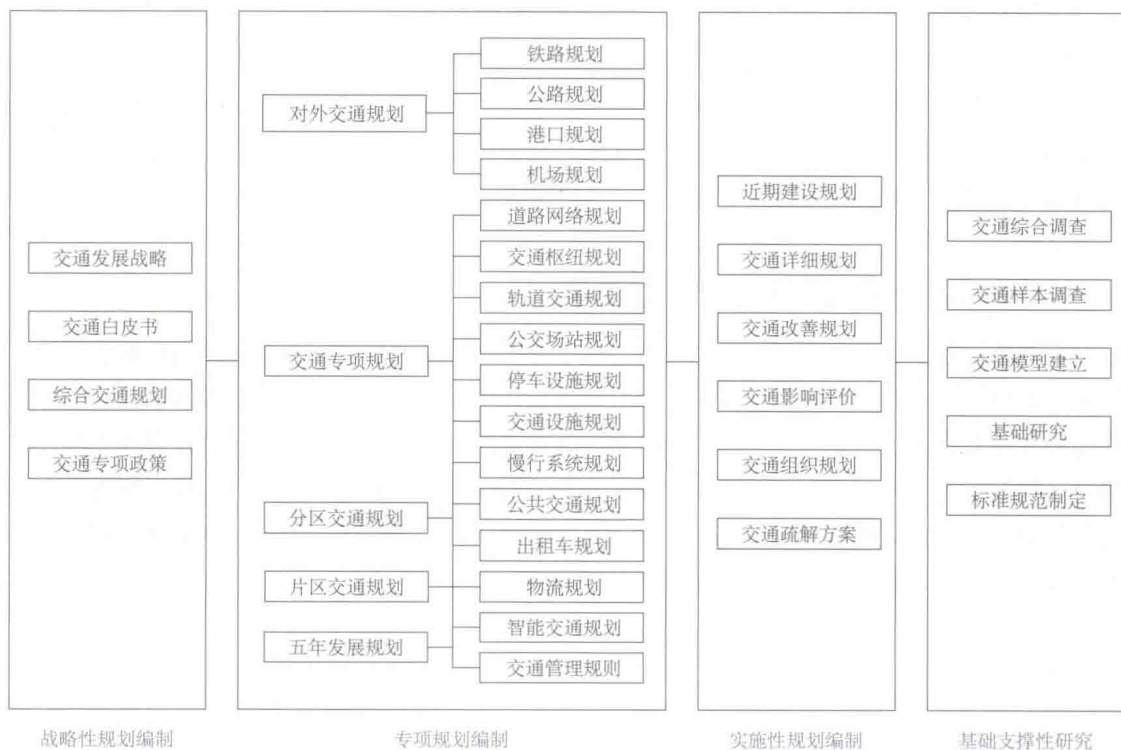 交通发展战略
交通白皮书
综合交通规划
交通专项政策
战略性规划编制
对外交通规划
铁路规划
公路规划
港口规划
机场规划
交通专项规划
道路网络规划
交通枢纽规划
轨道交通规划
公交场站规划
停车设施规划
交通设施规划
慢行系统规划
公共交通规划
出租车规划
物流规划
智能交通规划
交通管理规则
分区交通规划
片区交通规划
五年发展规划
专项规划编制
近期建设规划
交通详细规划
交通改善规划
交通影响评价
交通组织规划
交通疏解方案
实施性规划编制
交通综合调查
交通样本调查
交通模型建立
基础研究
标准规范制定
基础支撑性研究